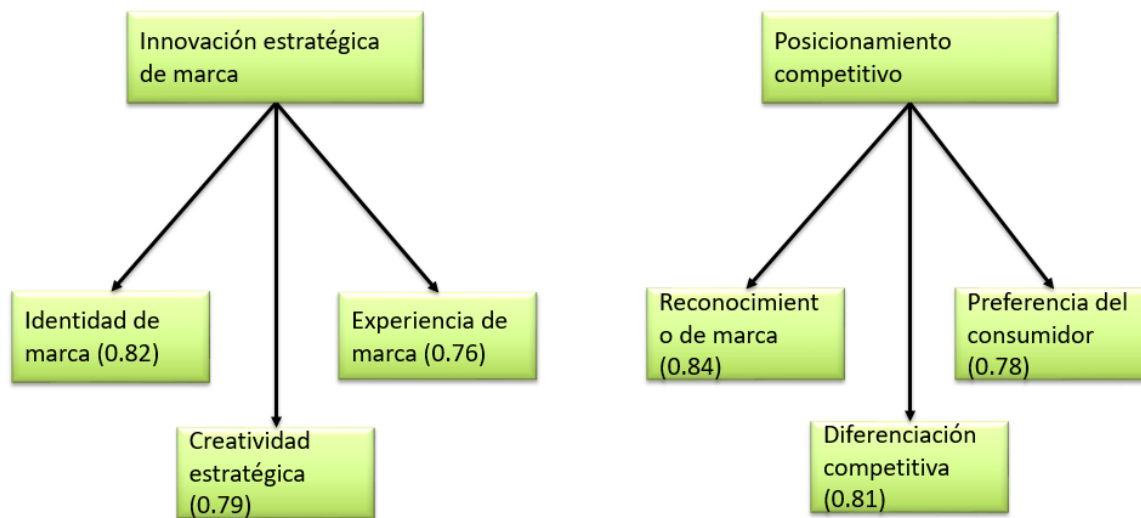 Innovación estratégica
de marca
Posicionamiento
competitivo
Identidad de
marca (0.82)
Experiencia de
marca (0.76)
Reconocimient
o de marca
(0.84)
Preferencia del
consumidor
(0.78)
Creatividad
estratégica
(0.79)
Diferenciación
competitiva
(0.81)